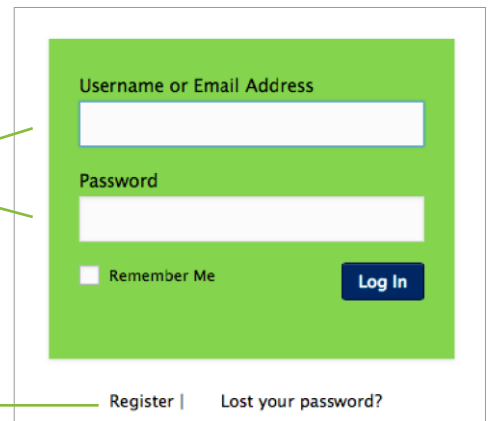 Username or Email Address
Password
Remember Me
Log In
Register | Lost your password?